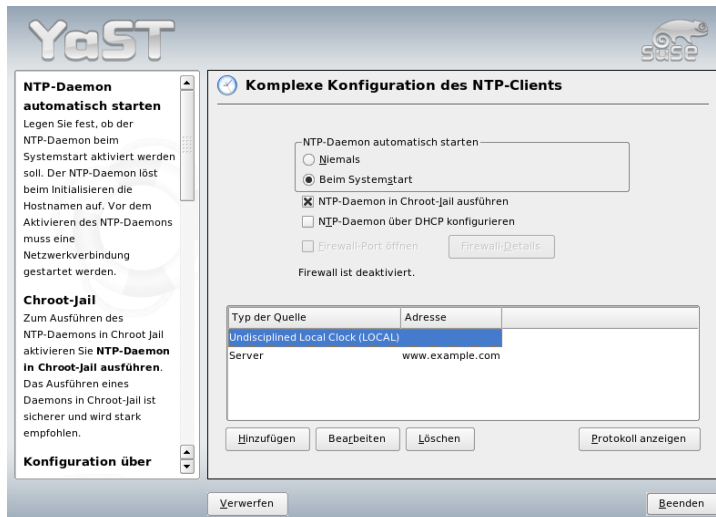 YaST
SUSE
NTP-Daemon
automatisch starten
Legen Sie fest, ob der
NTP-Daemon beim
Systemstart aktiviert werden
soll. Der NTP-Daemon löst
beim Initialisieren die
Hostnamen auf. Vor dem
Aktivieren des NTP-Daemons
muss eine
Netzwerkverbindung
gestartet werden.
Chroot-Jail
Zum Ausführen des
NTP-Daemons in Chroot Jail
aktivieren Sie NTP-Daemon
in Chroot-Jail ausführen.
Das Ausführen eines
Daemons in Chroot-Jail ist
sicherer und wird stark
empfohlen.
Konfiguration über
Komplexe Konfiguration des NTP-Clients
NTP-Daemon automatisch starten
Niemals
Beim Systemstart
NTP-Daemon in Chroot-Jail ausführen
NTP-Daemon über DHCP konfigurieren
Firewall-Port öffnen Firewall-Details
Firewall ist deaktiviert.
Typ der Quelle Adresse
Undisciplined Local Clock (LOCAL)
Server www.example.com
Hinzufügen Bearbeiten Löschen Protokoll anzeigen
Verwerfen Beenden